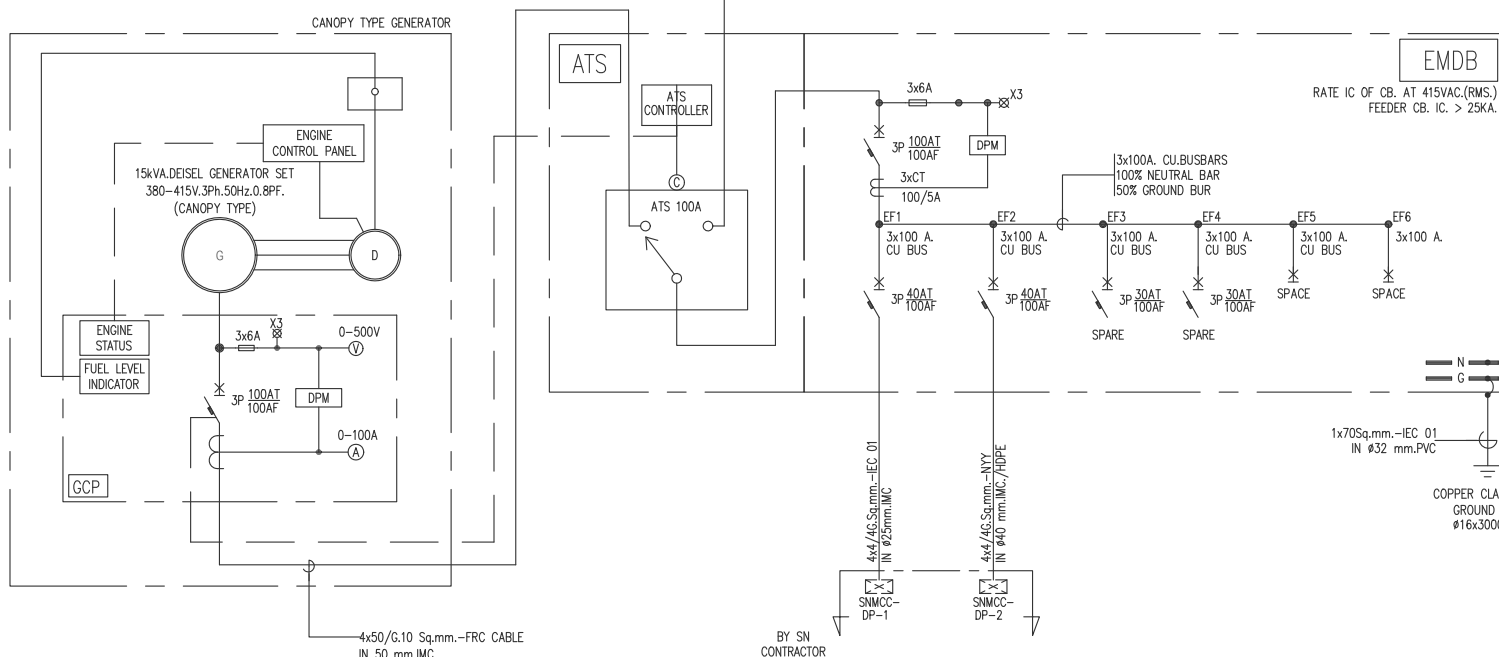 CANOPY TYPE GENERATOR
ENGINE
CONTROL PANEL
15kVA.DEISEL GENERATOR SET
380-415V.3Ph.50Hz.0.8PF.
(CANOPY TYPE)
G
D
ENGINE
STATUS
FUEL LEVEL
INDICATOR
3x6A
X3
0-500V
V
3P 100AT
100AF
DPM
0-100A
A
GCP
4x50/G.10 Sq.mm.-FRC CABLE
IN 50 mm.IMC
ATS
ATS
CONTROLLER
C
ATS 100A
EMDB
RATE IC OF CB. AT 415VAC.(RMS.)
FEEDER CB. IC. > 25KA.
3x6A
X3
3P 100AT
100AF
DPM
3xCT
100/5A
3x100A. CU.BUSBARS
100% NEUTRAL BAR
50% GROUND BUR
EF1
3x100 A.
CU BUS
EF2
3x100 A.
CU BUS
EF3
3x100 A.
CU BUS
EF4
3x100 A.
CU BUS
EF5
3x100 A.
CU BUS
EF6
3x100 A.
3P 40AT
100AF
3P 40AT
100AF
3P 30AT
100AF
SPARE
3P 30AT
100AF
SPARE
SPACE
SPACE
N
G
1x70Sq.mm.-IEC 01
IN ø32 mm.PVC
COPPER CLA
GROUND
ø16x3000
4x4/4G.Sq.mm.-IEC 01
IN ø25mm.IMC
4x4/4G.Sq.mm.-NYY
IN ø40 mm.IMC./HDPE
SNMCC-
DP-1
SNMCC-
DP-2
BY SN
CONTRACTOR